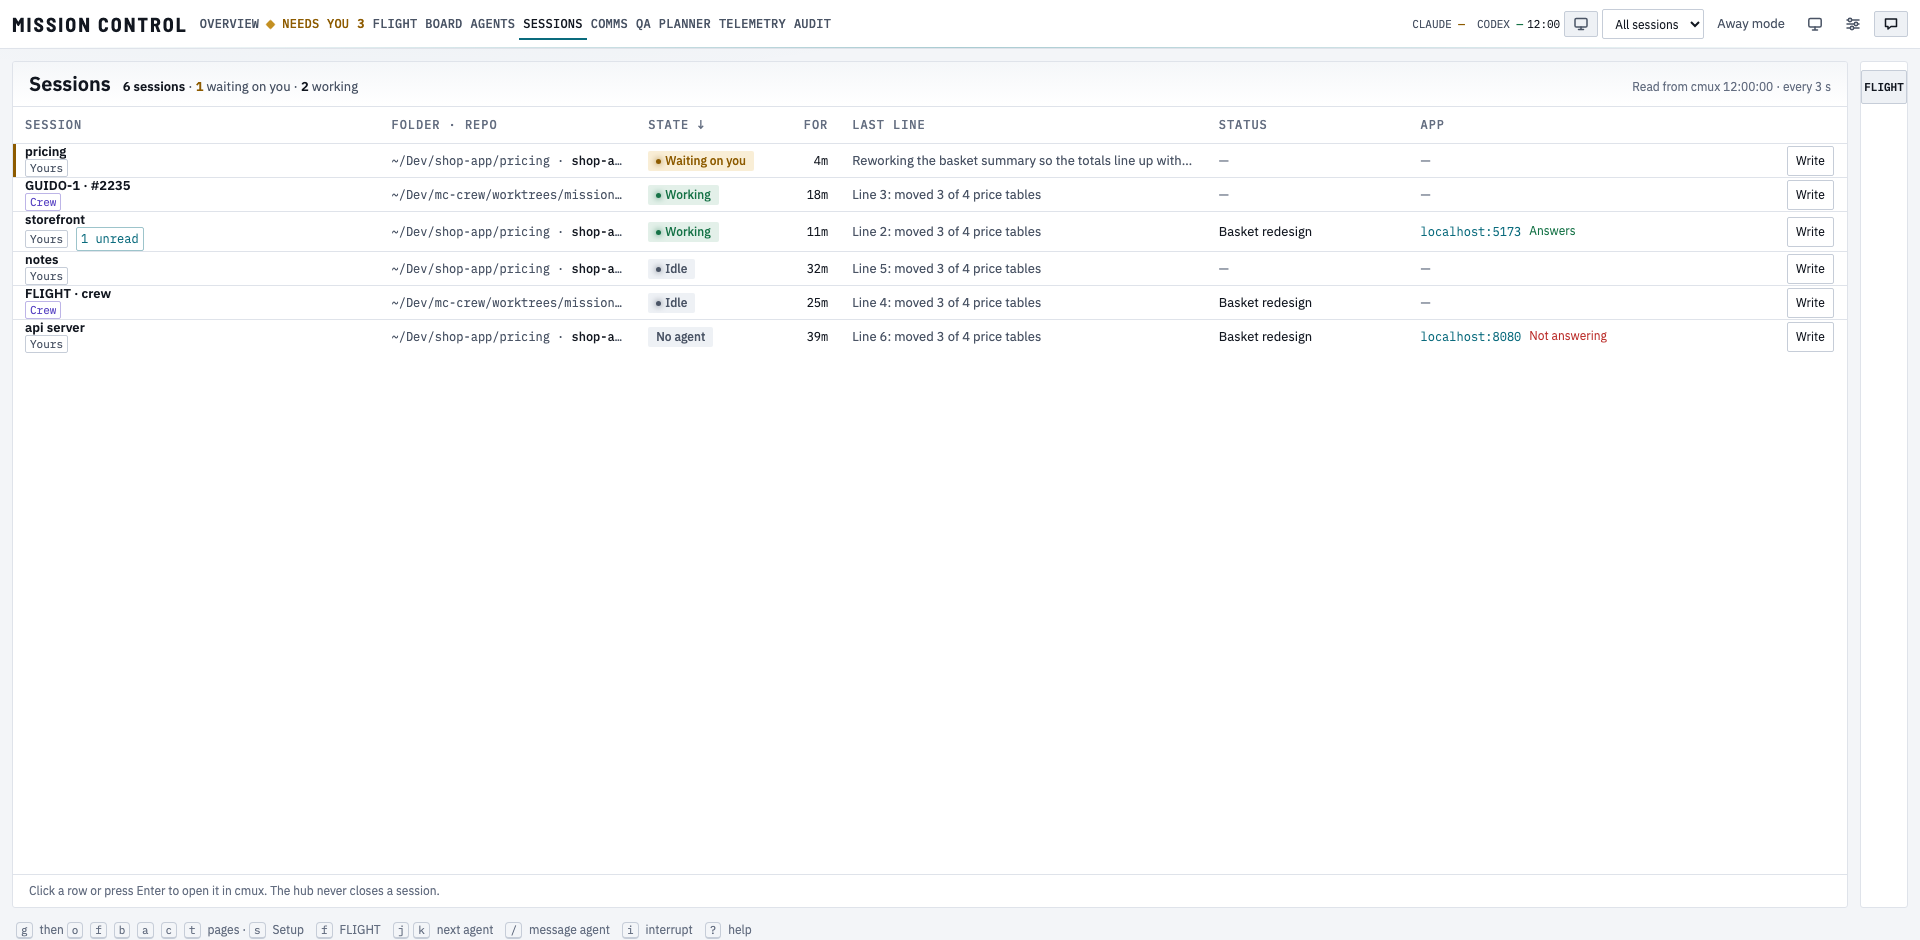 MISSION CONTROL OVERVIEW ◆ NEEDS YOU 3 FLIGHT BOARD AGENTS SESSIONS COMMS QA PLANNER TELEMETRY AUDIT CLAUDE — CODEX — 12:00 All sessions Away mode
Sessions 6 sessions · 1 waiting on you · 2 working Read from cmux 12:00:00 · every 3 s
FLIGHT
SESSION FOLDER · REPO STATE ↓ FOR LAST LINE STATUS APP
pricing
Yours ~/Dev/shop-app/pricing · shop-a… Waiting on you 4m Reworking the basket summary so the totals line up with… — — Write
GUIDO-1 · #2235
Crew ~/Dev/mc-crew/worktrees/mission… Working 18m Line 3: moved 3 of 4 price tables — — Write
storefront
Yours 1 unread ~/Dev/shop-app/pricing · shop-a… Working 11m Line 2: moved 3 of 4 price tables Basket redesign localhost:5173 Answers Write
notes
Yours ~/Dev/shop-app/pricing · shop-a… Idle 32m Line 5: moved 3 of 4 price tables — — Write
FLIGHT · crew
Crew ~/Dev/mc-crew/worktrees/mission… Idle 25m Line 4: moved 3 of 4 price tables Basket redesign — Write
api server
Yours ~/Dev/shop-app/pricing · shop-a… No agent 39m Line 6: moved 3 of 4 price tables Basket redesign localhost:8080 Not answering Write
Click a row or press Enter to open it in cmux. The hub never closes a session.
g then o f b a c t pages · s Setup f FLIGHT j k next agent / message agent i interrupt ? help